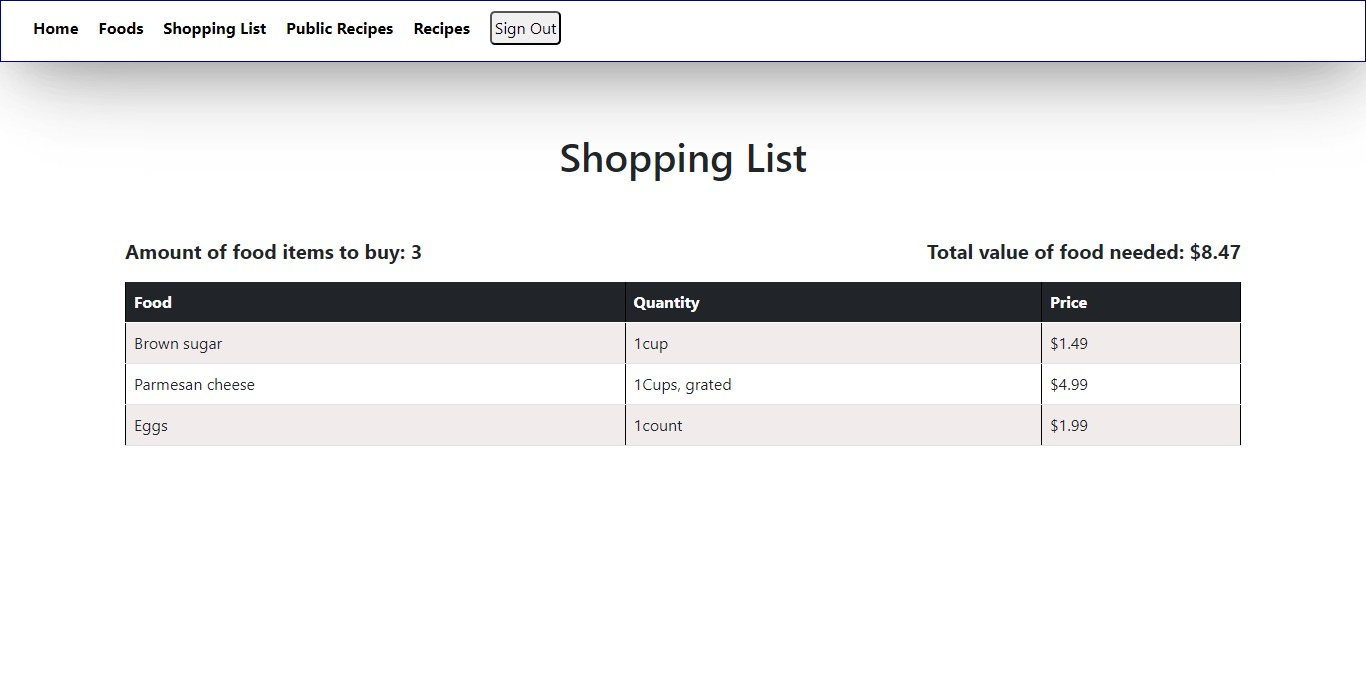 Home Foods Shopping List Public Recipes Recipes Sign Out
Shopping List
Amount of food items to buy: 3 Total value of food needed: $8.47
Food Quantity Price
Brown sugar 1cup $1.49
Parmesan cheese 1Cups, grated $4.99
Eggs 1count $1.99